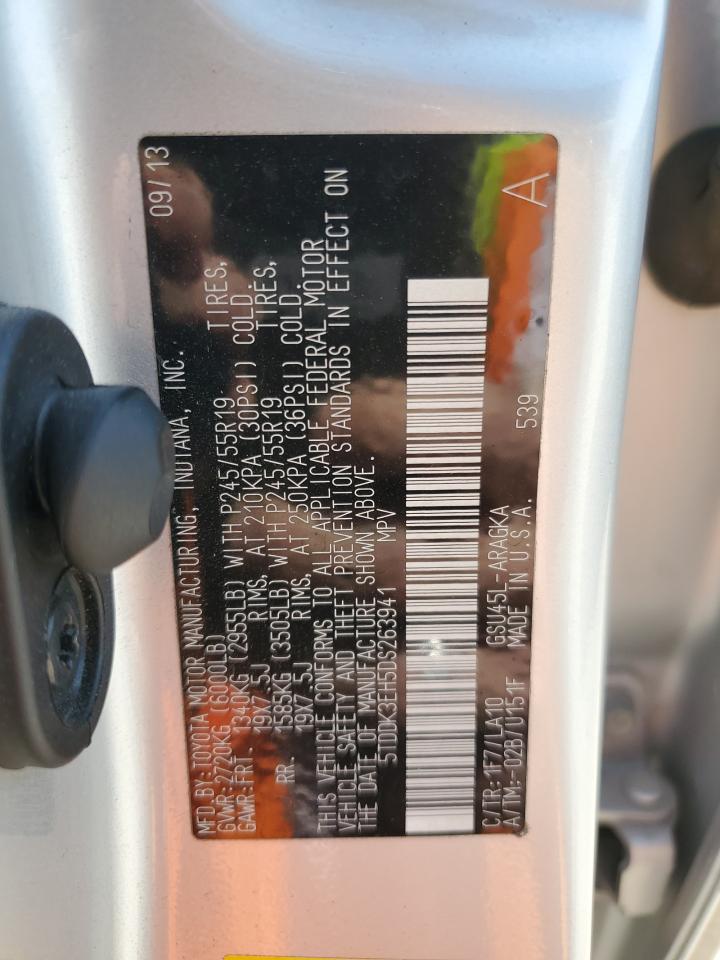 MFD.BY:TOYOTA MOTOR MANUFACTURING, INDIANA, INC. 09/13
GVWR:2720KG (6000LB)
GAWR:FRT- 1340KG (2955LB) WITH P245/55R19 TIRES,
19X7.5J RIMS. AT 210KPA (30PSI) COLD.
RR. 1585KG (3505LB) WITH P245/55R19 TIRES,
19X7.5J RIMS. AT 250KPA (36PSI) COLD.
THIS VEHICLE CONFORMS TO ALL APPLICABLE FEDERAL MOTOR
VEHICLE SAFETY AND THEFT PREVENTION STANDARDS IN EFFECT ON
THE DATE OF MANUFACTURE SHOWN ABOVE.
5TDDK3EH5DS263941 MPV
C/TR:1F7/LA10 GSU45L-ARAGKA
A/TM:-02B/U151F MADE IN U.S.A. 539 A